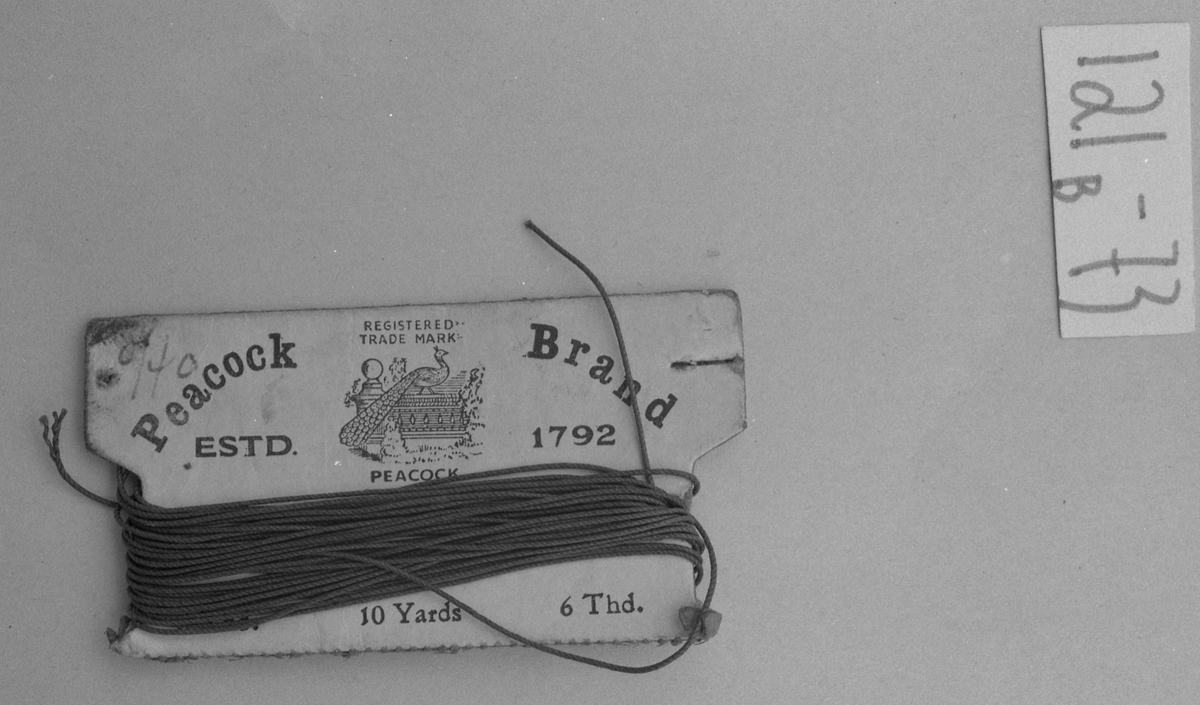 Peacock Brand
REGISTERED
TRADE MARK
ESTD. 1792
PEACOCK
10 Yards 6 Thd.
121 - 73
B